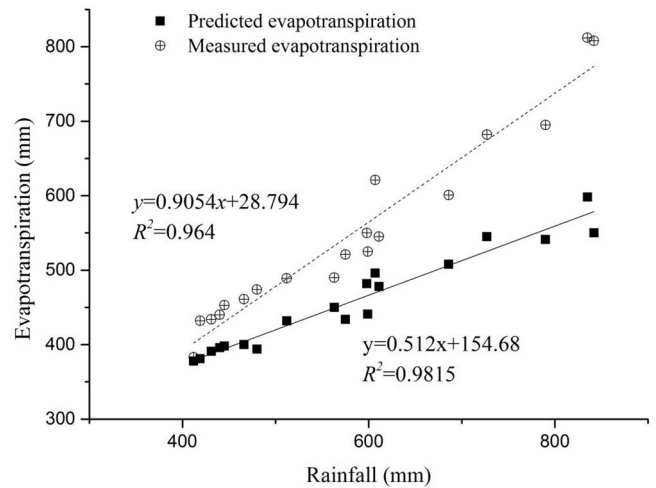 Predicted evapotranspiration
Measured evapotranspiration
800
700
600
500
400
300
Evapotranspiration (mm)
y=0.9054x+28.794
R²=0.964
y=0.512x+154.68
R²=0.9815
400 600 800
Rainfall (mm)